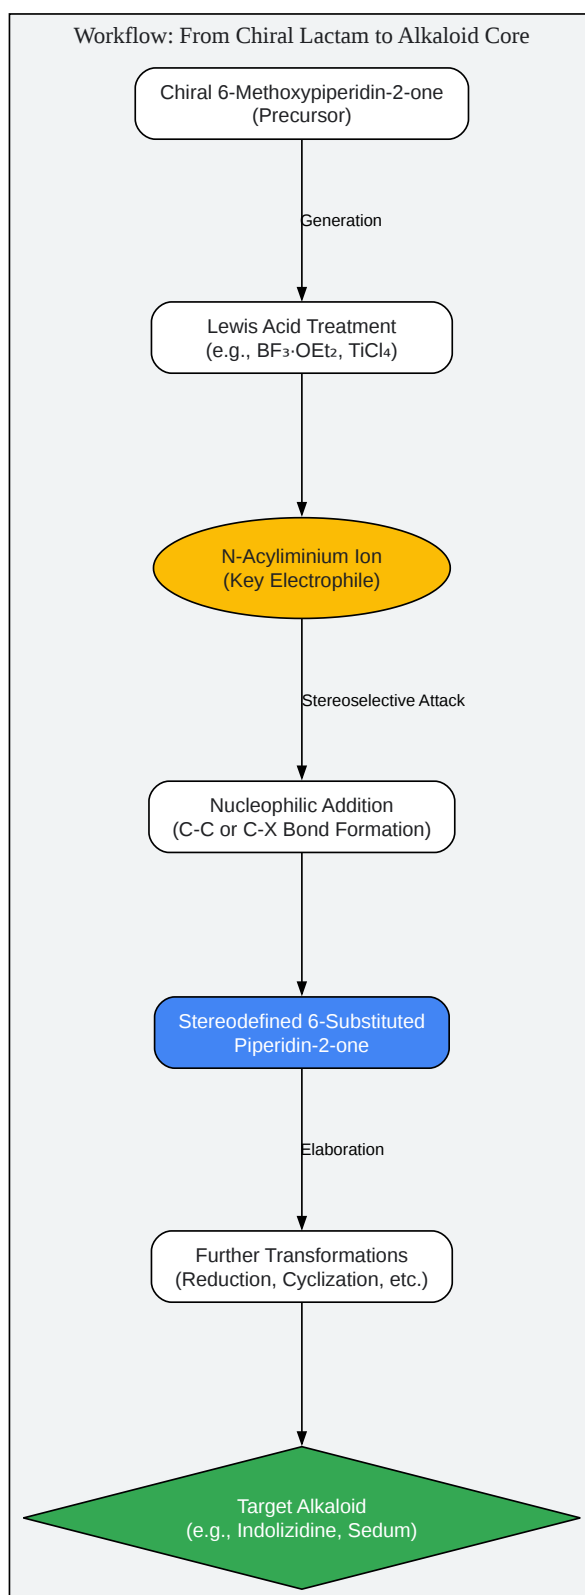 Workflow: From Chiral Lactam to Alkaloid Core
Chiral 6-Methoxypiperidin-2-one
(Precursor)
Generation
Lewis Acid Treatment
(e.g., BF₃·OEt₂, TiCl₄)
N-Acyliminium Ion
(Key Electrophile)
Stereoselective Attack
Nucleophilic Addition
(C-C or C-X Bond Formation)
Stereodefined 6-Substituted
Piperidin-2-one
Elaboration
Further Transformations
(Reduction, Cyclization, etc.)
Target Alkaloid
(e.g., Indolizidine, Sedum)